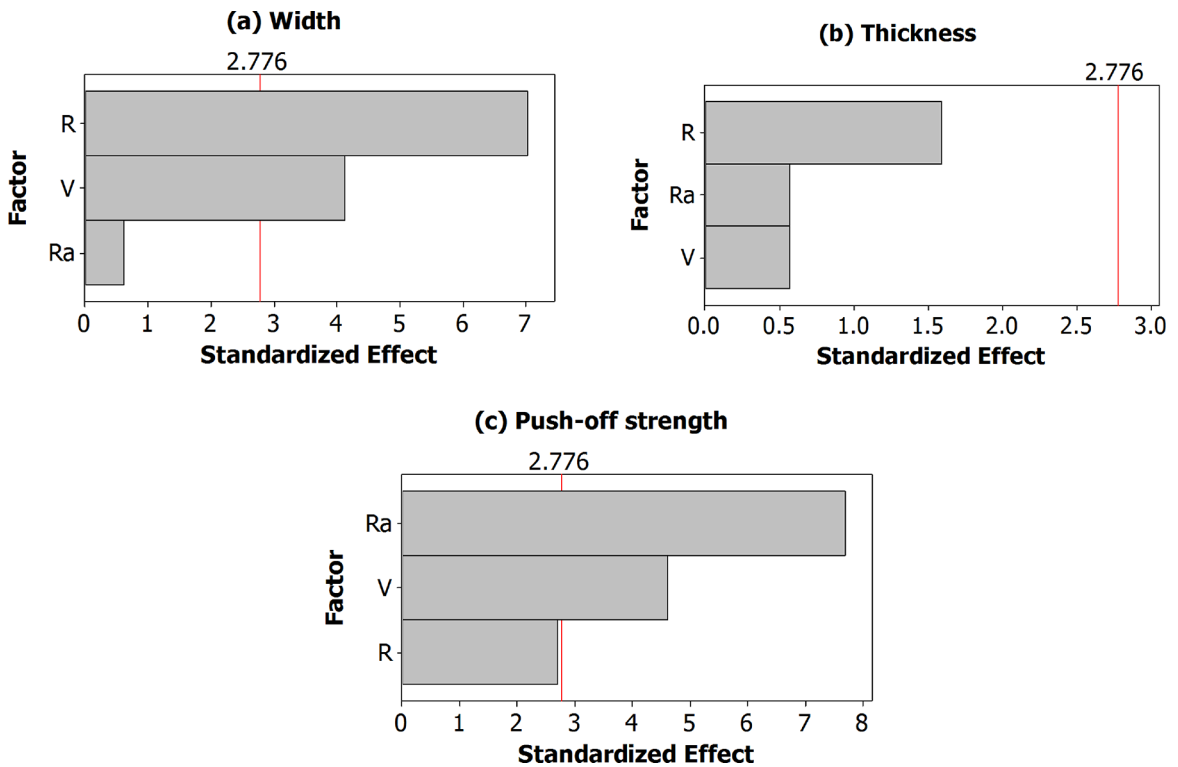 (a) Width
2.776
R
V
Ra
Factor
0 1 2 3 4 5 6 7
Standardized Effect
(b) Thickness
2.776
R
Ra
V
Factor
0.0 0.5 1.0 1.5 2.0 2.5 3.0
Standardized Effect
(c) Push-off strength
2.776
Ra
V
R
Factor
0 1 2 3 4 5 6 7 8
Standardized Effect